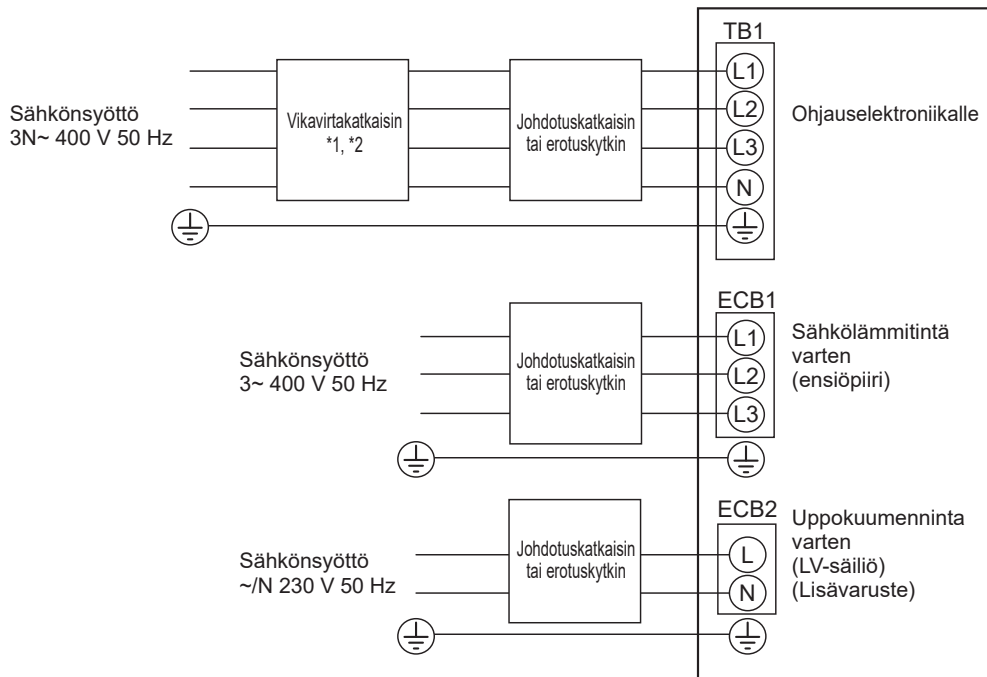 TB1
Sähkönsyöttö
3N~ 400 V 50 Hz
Vikavirtakatkaisin
*1, *2
Johdotuskatkaisin
tai erotuskytkin
L1
L2
L3
N
Ohjauselektroniikalle
ECB1
Sähkönsyöttö
3~ 400 V 50 Hz
Johdotuskatkaisin
tai erotuskytkin
L1
L2
L3
Sähkölämmitintä
varten
(ensiöpiiri)
ECB2
Sähkönsyöttö
~/N 230 V 50 Hz
Johdotuskatkaisin
tai erotuskytkin
L
N
Uppokuumenninta
varten
(LV-säiliö)
(Lisävaruste)